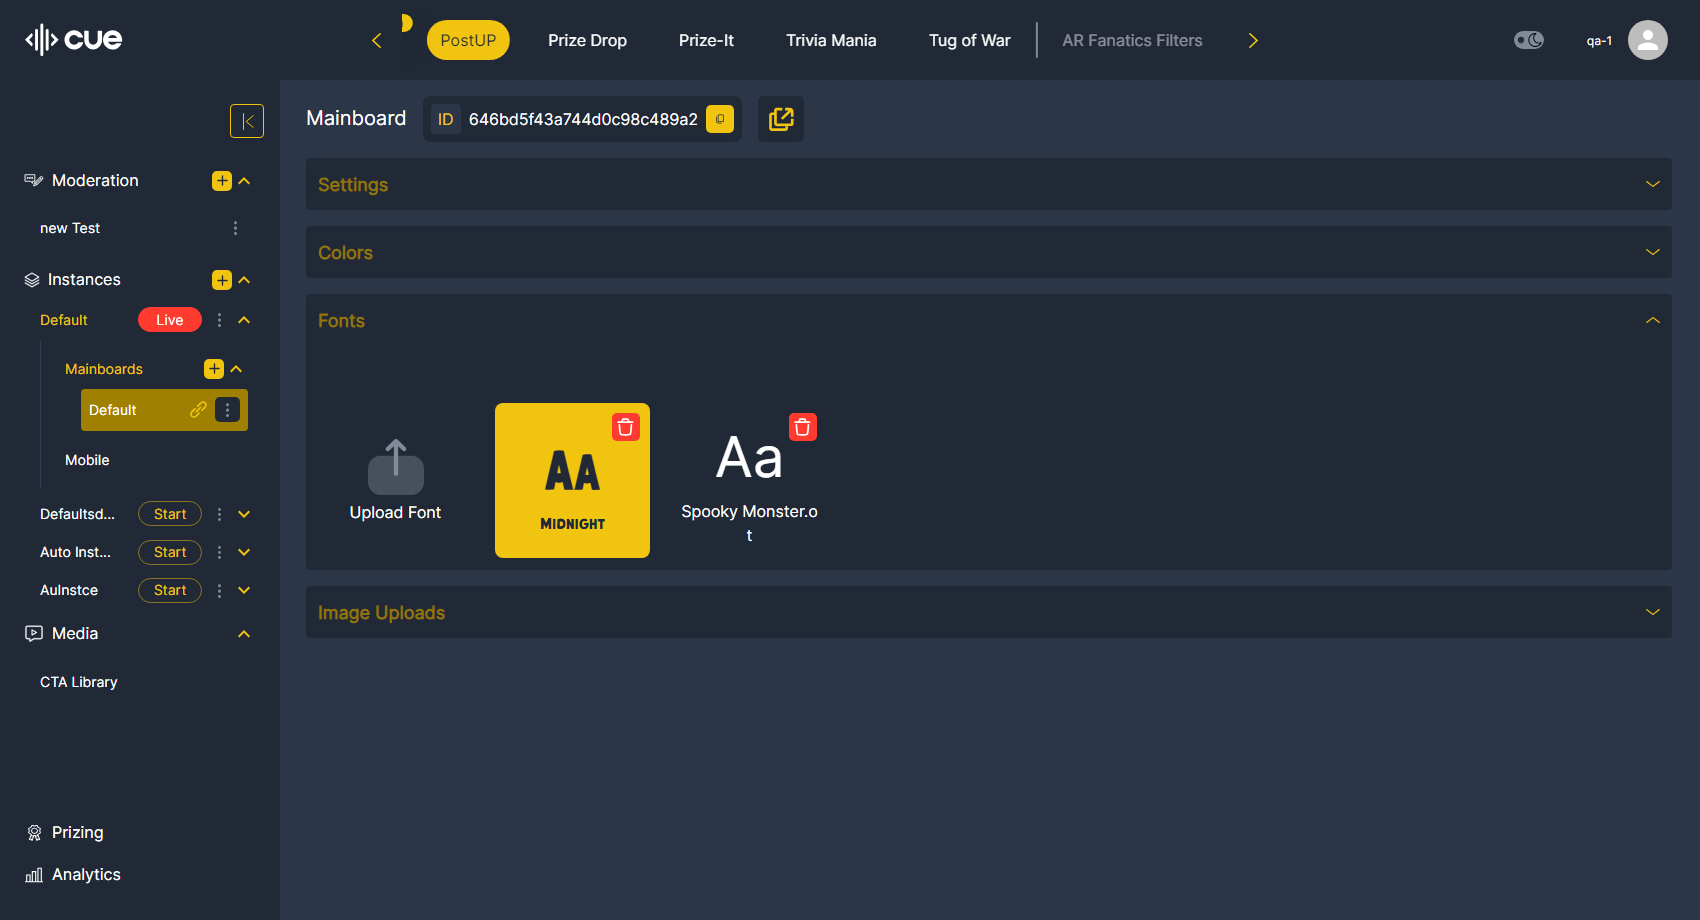 cue
PostUP
Prize Drop
Prize-It
Trivia Mania
Tug of War
AR Fanatics Filters
qa-1
Mainboard
ID
646bd5f43a744d0c98c489a2
Moderation
new Test
Instances
Default
Live
Mainboards
Default
Mobile
Defaultsd...
Start
Auto Inst...
Start
AuInstce
Start
Media
CTA Library
Prizing
Analytics
Settings
Colors
Fonts
Upload Font
Aa
Midnight
Aa
Spooky Monster.o
t
Image Uploads